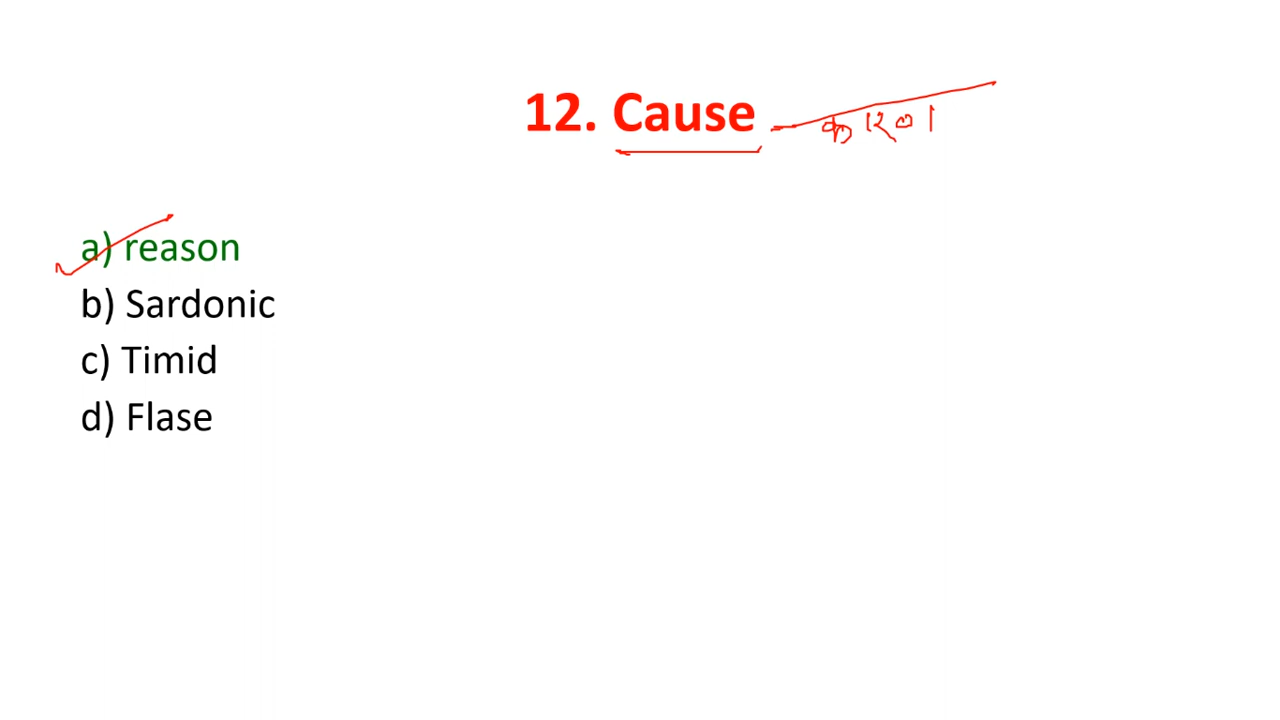 12. Cause कारण
a) reason
b) Sardonic
c) Timid
d) Flase